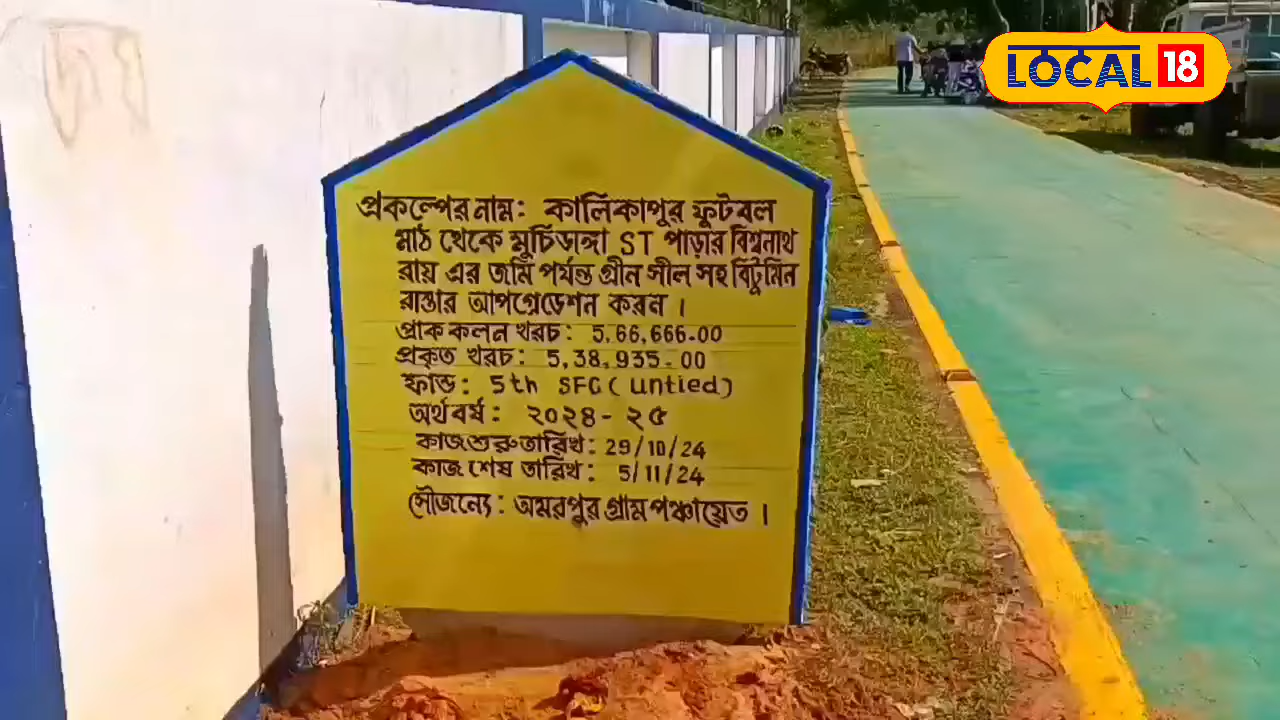 LOCAL 18
প্রকল্পের নাম: কালিকাপুর ফুটবল
মাঠ থেকে মুচিডাঙ্গা ST পাড়ার বিশ্বনাথ
রায় এর জমি পর্যন্ত গ্রীন সীল সহ বিটুমিন
রাস্তার আপগ্রেডেশন করন ।
প্রাক কলন খরচ: 5,66,666.00
প্রকৃত খরচ: 5,38,935.00
ফান্ড: 5th SFC (untied)
অর্থ বর্ষ: ২০২৪-২৫
কাজ শুরু তারিখ: 29/10/24
কাজ শেষ তারিখ: 5/11/24
সৌজন্যে: অমরপুর গ্রাম পঞ্চায়েত ।